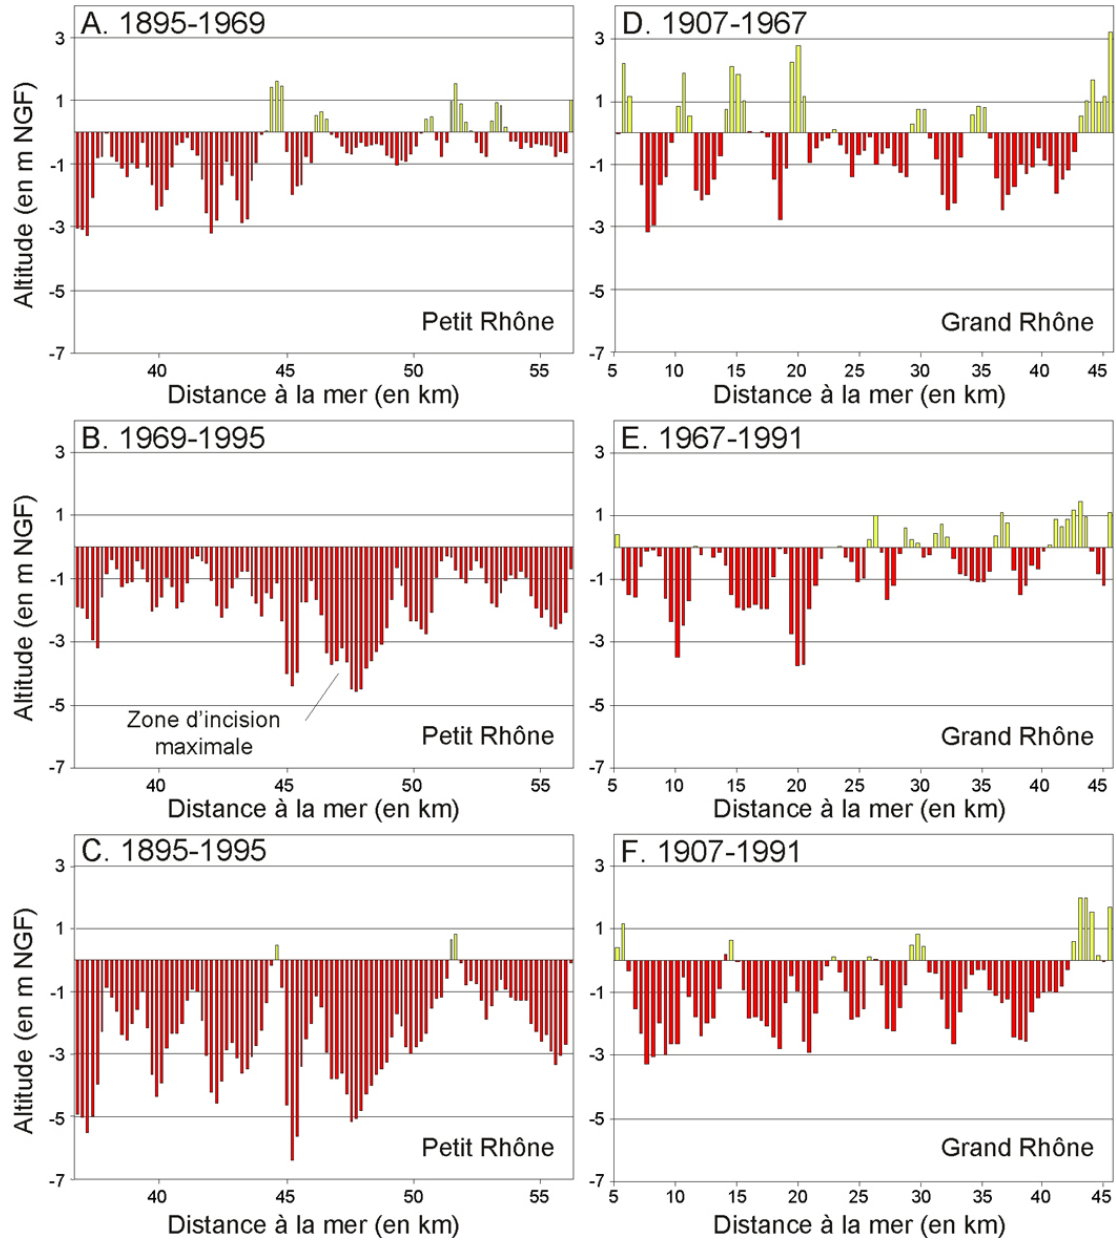 A. 1895-1969
3
1
-1
-3
-5
-7
Altitude (en m NGF)
Petit Rhône
40 45 50 55
Distance à la mer (en km)
D. 1907-1967
3
1
-1
-3
-5
-7
Grand Rhône
5 10 15 20 25 30 35 40 45
Distance à la mer (en km)
B. 1969-1995
3
1
-1
-3
-5
-7
Altitude (en m NGF)
Zone d'incision
maximale
Petit Rhône
40 45 50 55
Distance à la mer (en km)
E. 1967-1991
3
1
-1
-3
-5
-7
Grand Rhône
5 10 15 20 25 30 35 40 45
Distance à la mer (en km)
C. 1895-1995
3
1
-1
-3
-5
-7
Altitude (en m NGF)
Petit Rhône
40 45 50 55
Distance à la mer (en km)
F. 1907-1991
3
1
-1
-3
-5
-7
Grand Rhône
5 10 15 20 25 30 35 40 45
Distance à la mer (en km)